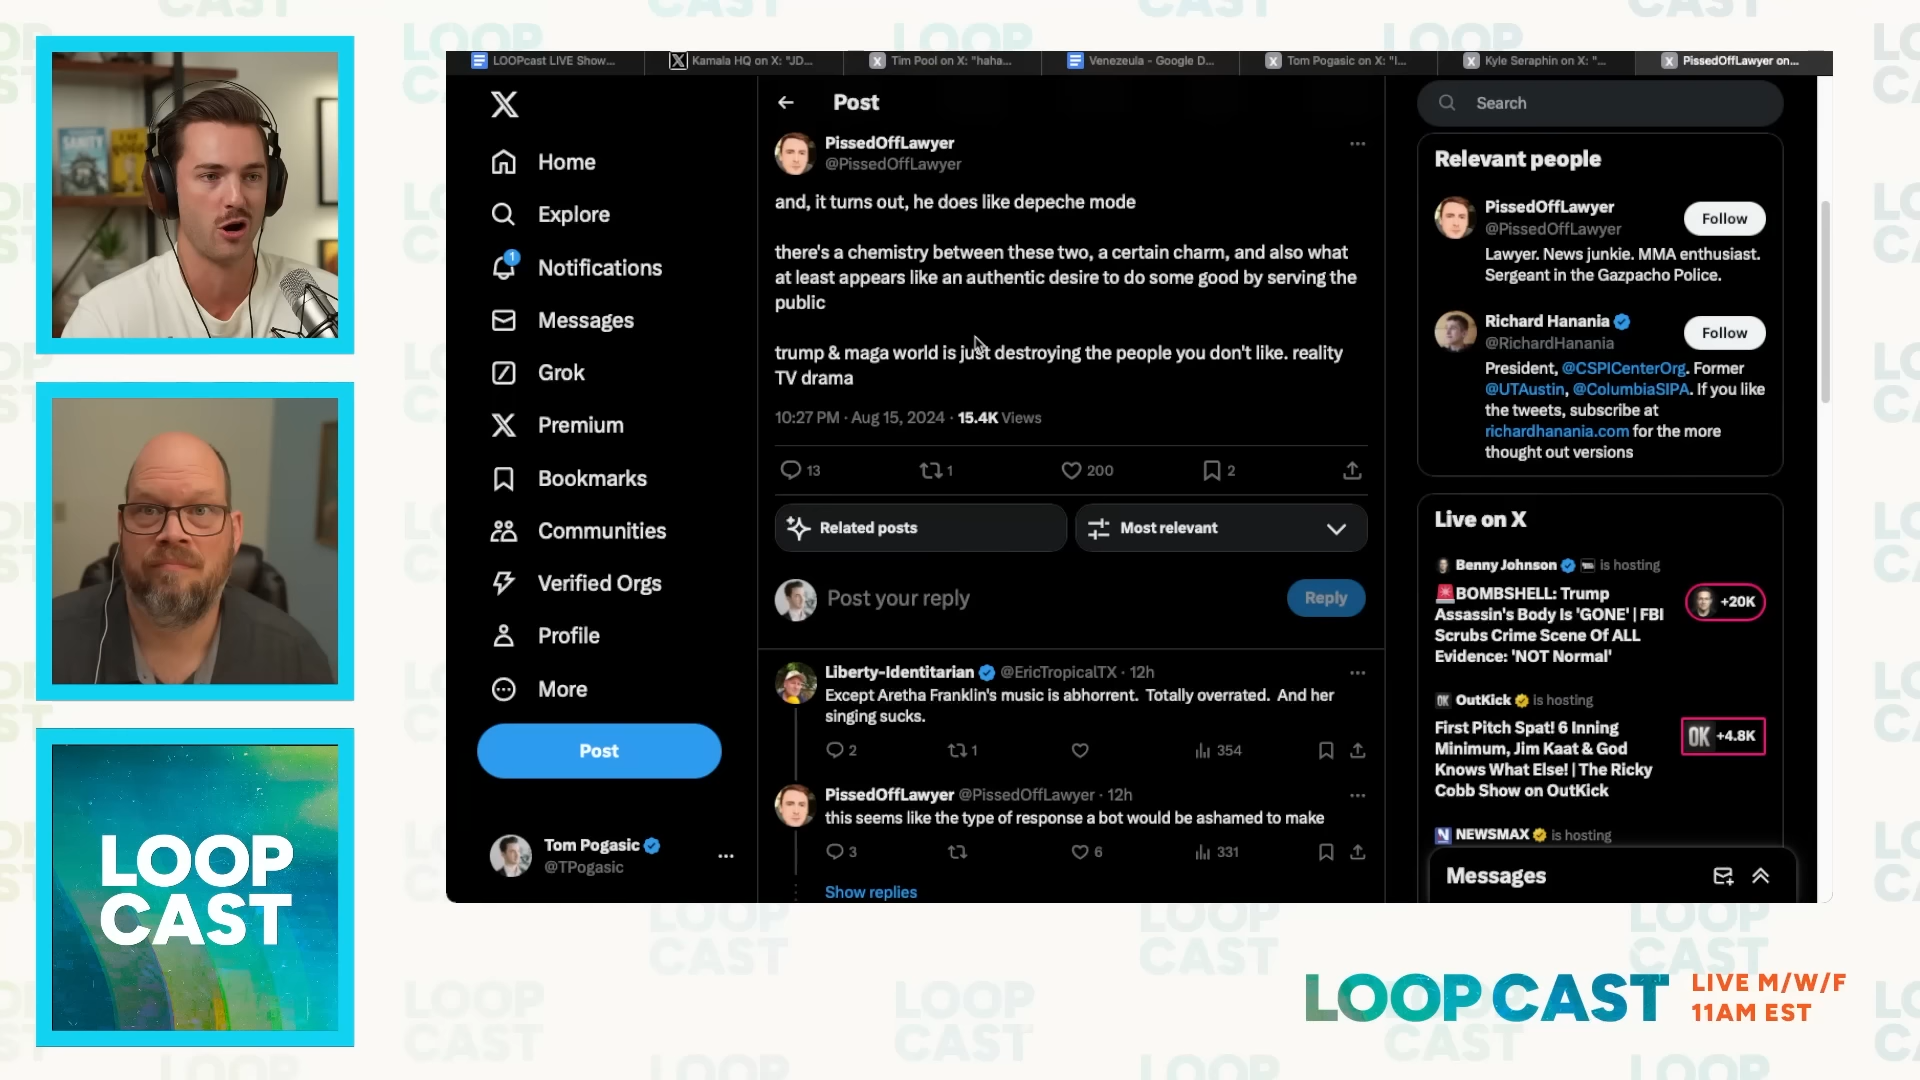 LOOPcast LIVE Show...
Kamala HQ on X: "JD...
Tim Pool on X: "haha...
Venezeula - Google D...
Tom Pogasic on X: "I...
Kyle Seraphin on X: "...
PissedOffLawyer on...
Home
Explore
1
Notifications
Messages
Grok
Premium
Bookmarks
Communities
Verified Orgs
Profile
More
Post
Tom Pogasic
@TPogasic
Post
PissedOffLawyer
@PissedOffLawyer
and, it turns out, he does like depeche mode
there's a chemistry between these two, a certain charm, and also what
at least appears like an authentic desire to do some good by serving the
public
trump & maga world is just destroying the people you don't like. reality
TV drama
10:27 PM · Aug 15, 2024 · 15.4K Views
13
1
200
2
Related posts
Most relevant
Post your reply
Reply
Liberty-Identitarian @EricTropicalTX · 12h
Except Aretha Franklin's music is abhorrent. Totally overrated. And her
singing sucks.
2
1
354
PissedOffLawyer @PissedOffLawyer · 12h
this seems like the type of response a bot would be ashamed to make
3
6
331
Show replies
Search
Relevant people
PissedOffLawyer
@PissedOffLawyer
Follow
Lawyer. News junkie. MMA enthusiast.
Sergeant in the Gazpacho Police.
Richard Hanania
@RichardHanania
Follow
President, @CSPICenterOrg. Former
@UTAustin, @ColumbiaSIPA. If you like
the tweets, subscribe at
richardhanania.com for the more
thought out versions
Live on X
Benny Johnson is hosting
🚨BOMBSHELL: Trump
Assassin's Body Is 'GONE' | FBI
Scrubs Crime Scene Of ALL
Evidence: 'NOT Normal'
+20K
OK OutKick is hosting
First Pitch Spat! 6 Inning
Minimum, Jim Kaat & God
Knows What Else! | The Ricky
Cobb Show on OutKick
OK +4.8K
N NEWSMAX is hosting
Messages
SANITY
LOOP
CAST
LOOPCAST
LIVE M/W/F
11AM EST